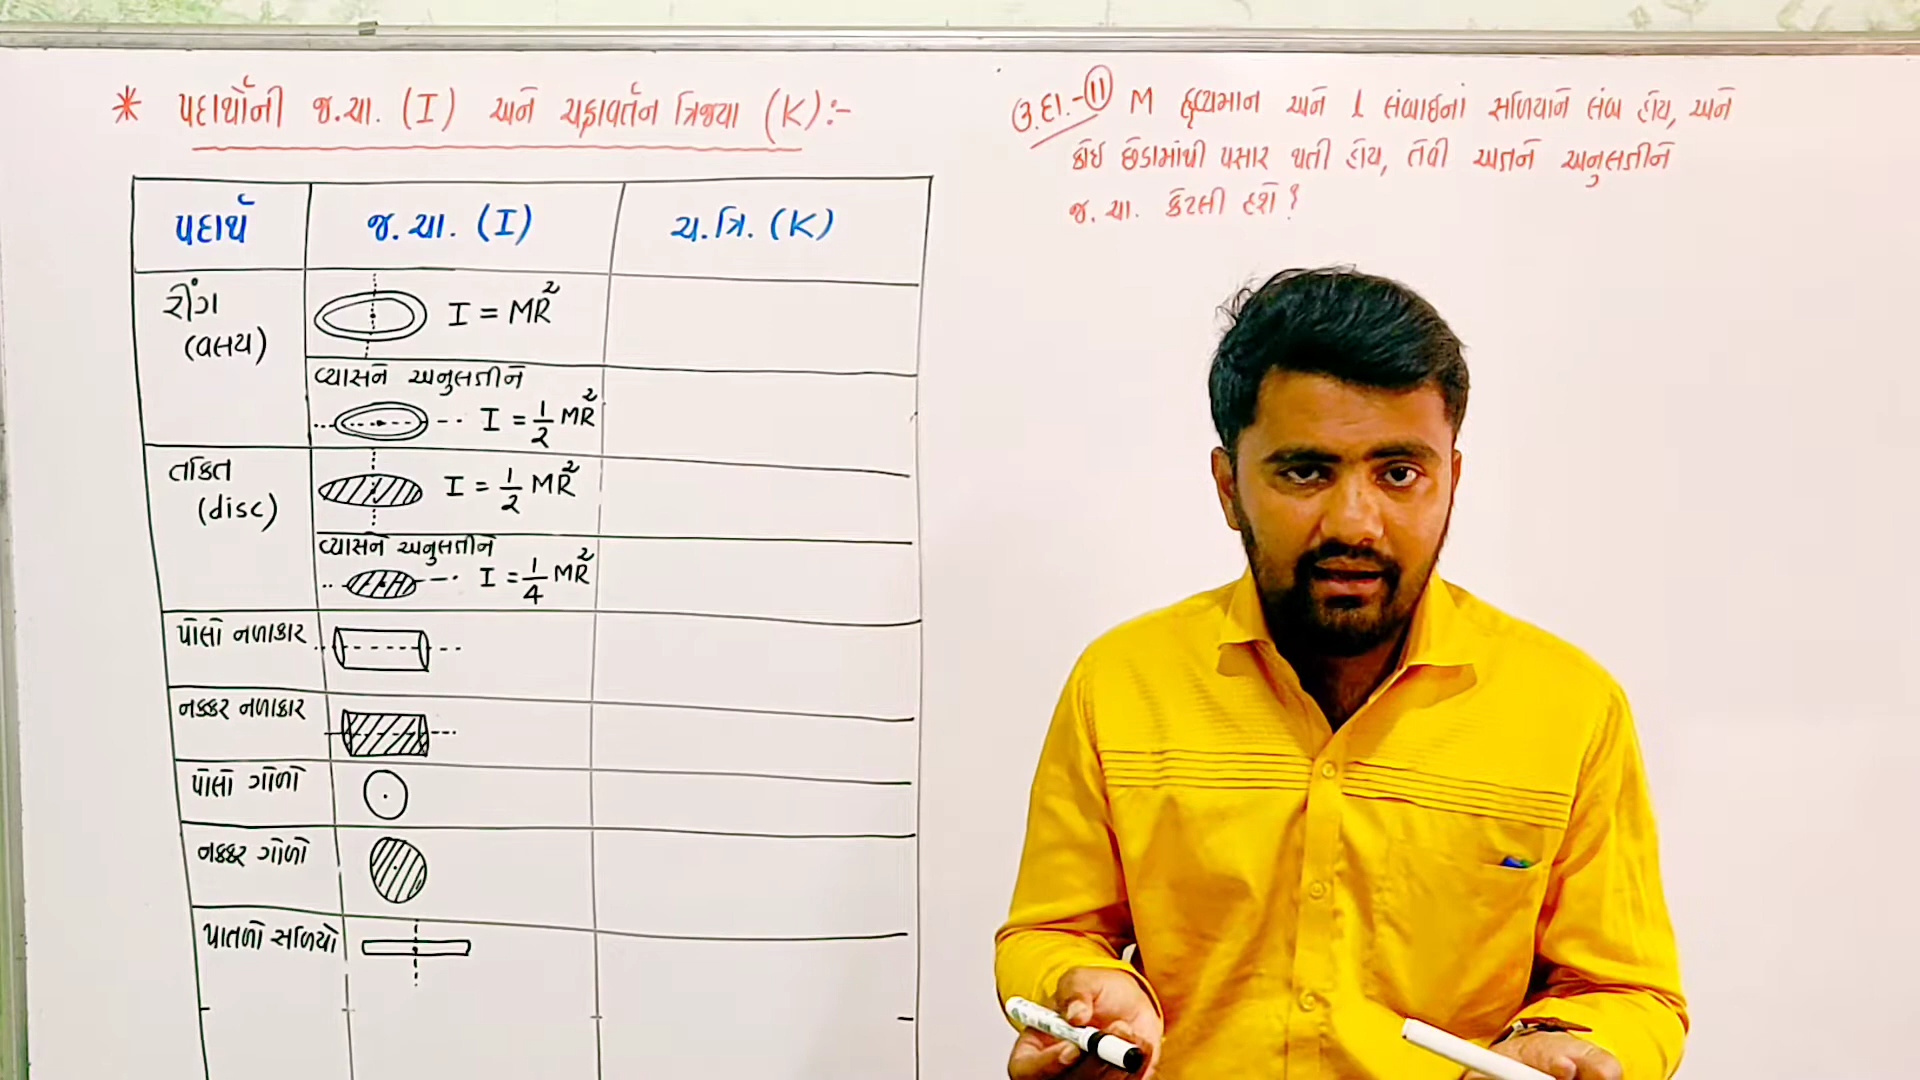 * પદાર્થોની જ.ચા. (I) અને ચક્રાવર્તન ત્રિજ્યા (K):-
પદાર્થ
જ.ચા. (I)
ચ.ત્રિ. (K)
રીંગ
(વલય)
I = MR²
વ્યાસને અનુલક્ષીને
I = 1/2 MR²
તકતિ
(disc)
I = 1/2 MR²
વ્યાસને અનુલક્ષીને
I = 1/4 MR²
પોલો નળાકાર
નક્કર નળાકાર
પોલો ગોળો
નક્કર ગોળો
પાતળો સળિયો
ઉ.દા.-11 M દ્રવ્યમાન અને l લંબાઈનાં સળિયાને લંબ હોય, અને
કોઈ છેડામાંથી પસાર થતી હોય, તેવી અક્ષને અનુલક્ષીને
જ. ચા. કેટલી હશે?